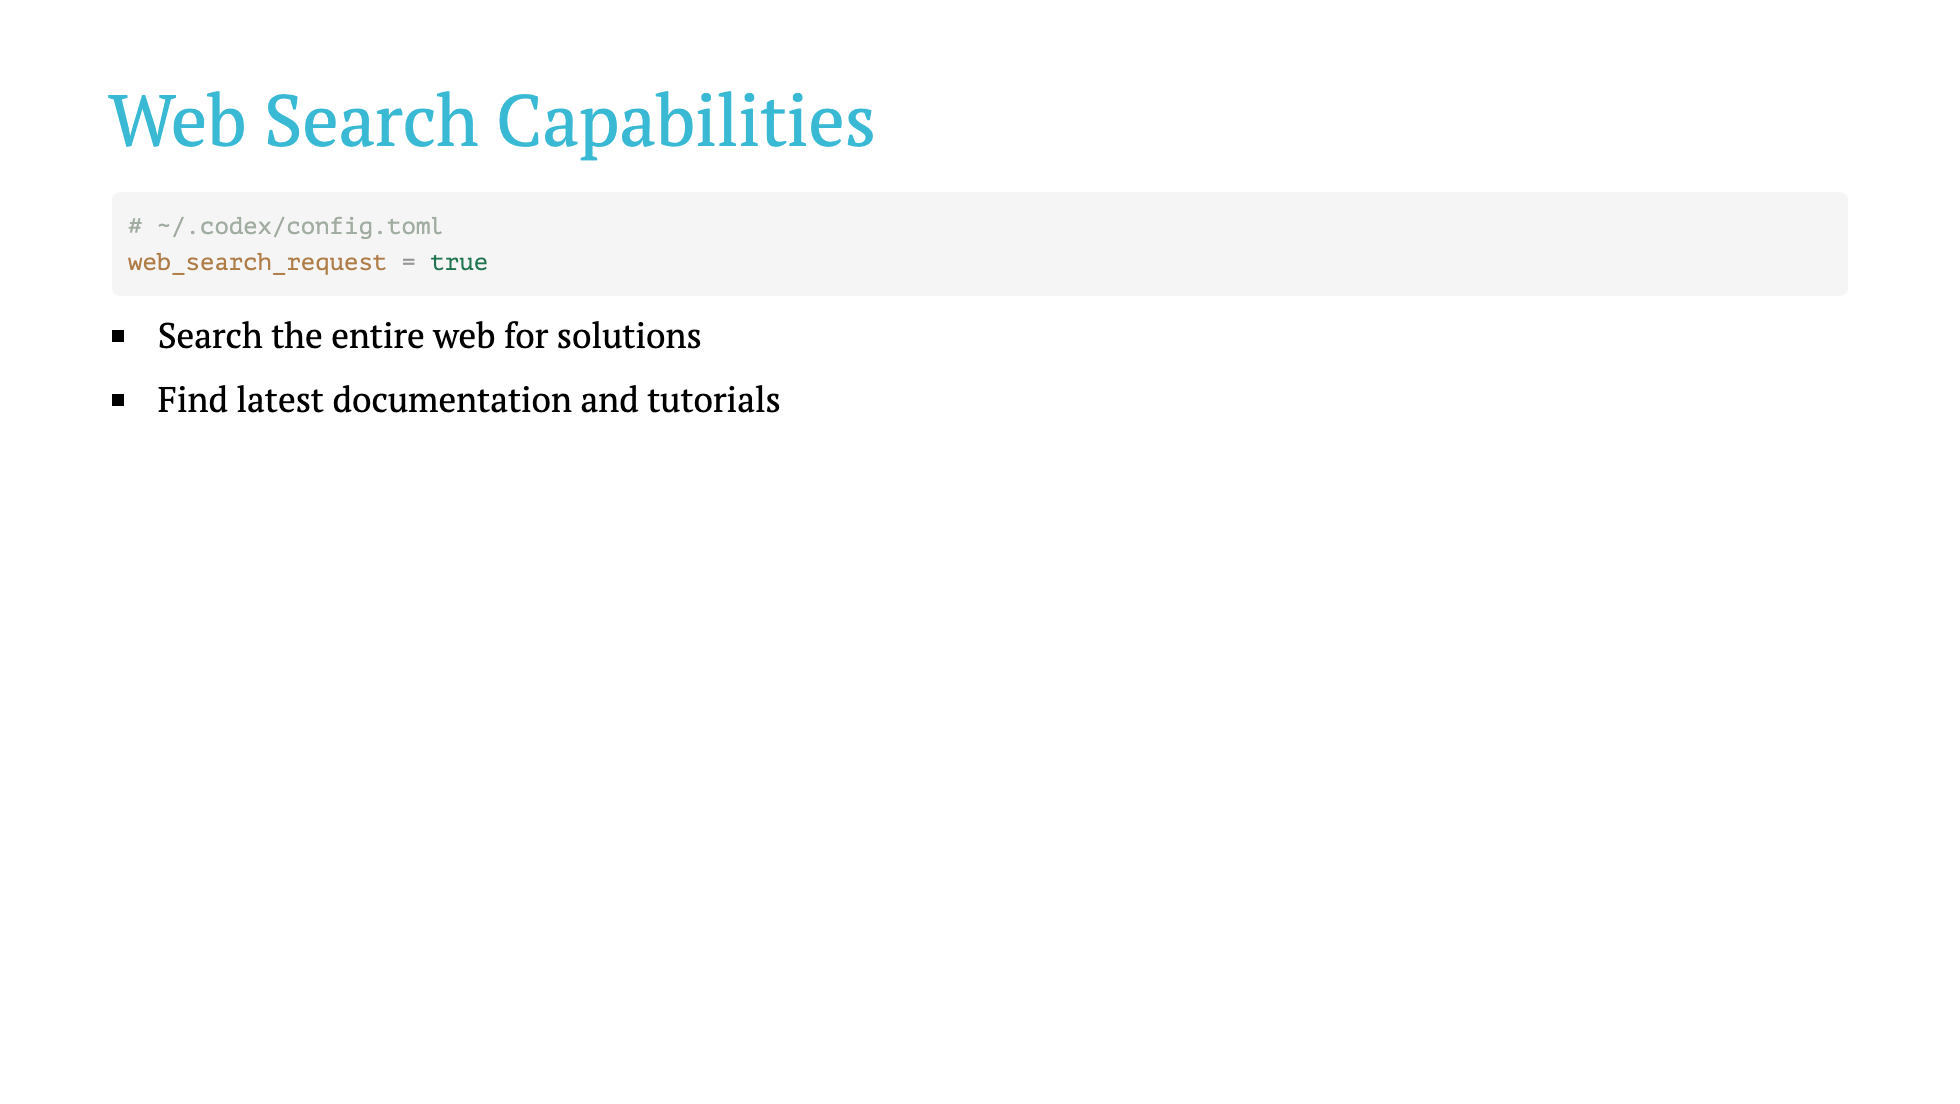 Web Search Capabilities
# ~/.codex/config.toml
web_search_request = true
▪ Search the entire web for solutions
▪ Find latest documentation and tutorials